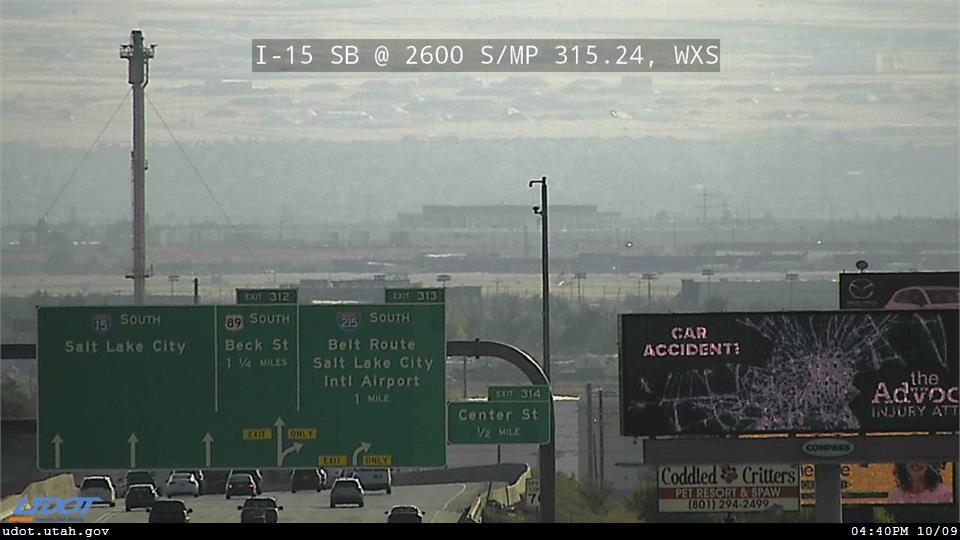 I-15 SB @ 2600 S/MP 315.24, WXS
EXIT 312
EXIT 313
15 SOUTH
Salt Lake City
89 SOUTH
Beck St
1 ¼ MILES
215 SOUTH
Belt Route
Salt Lake City
Intl Airport
1 MILE
EXIT ONLY
EXIT ONLY
EXIT 314
Center St
½ MILE
mazda
CAR
ACCIDENT?
the
Advoc
INJURY ATT
COMPASS
Coddled Critters
PET RESORT & SPAW
(801) 294-2499
UDOT
udot.utah.gov
04:40PM 10/09